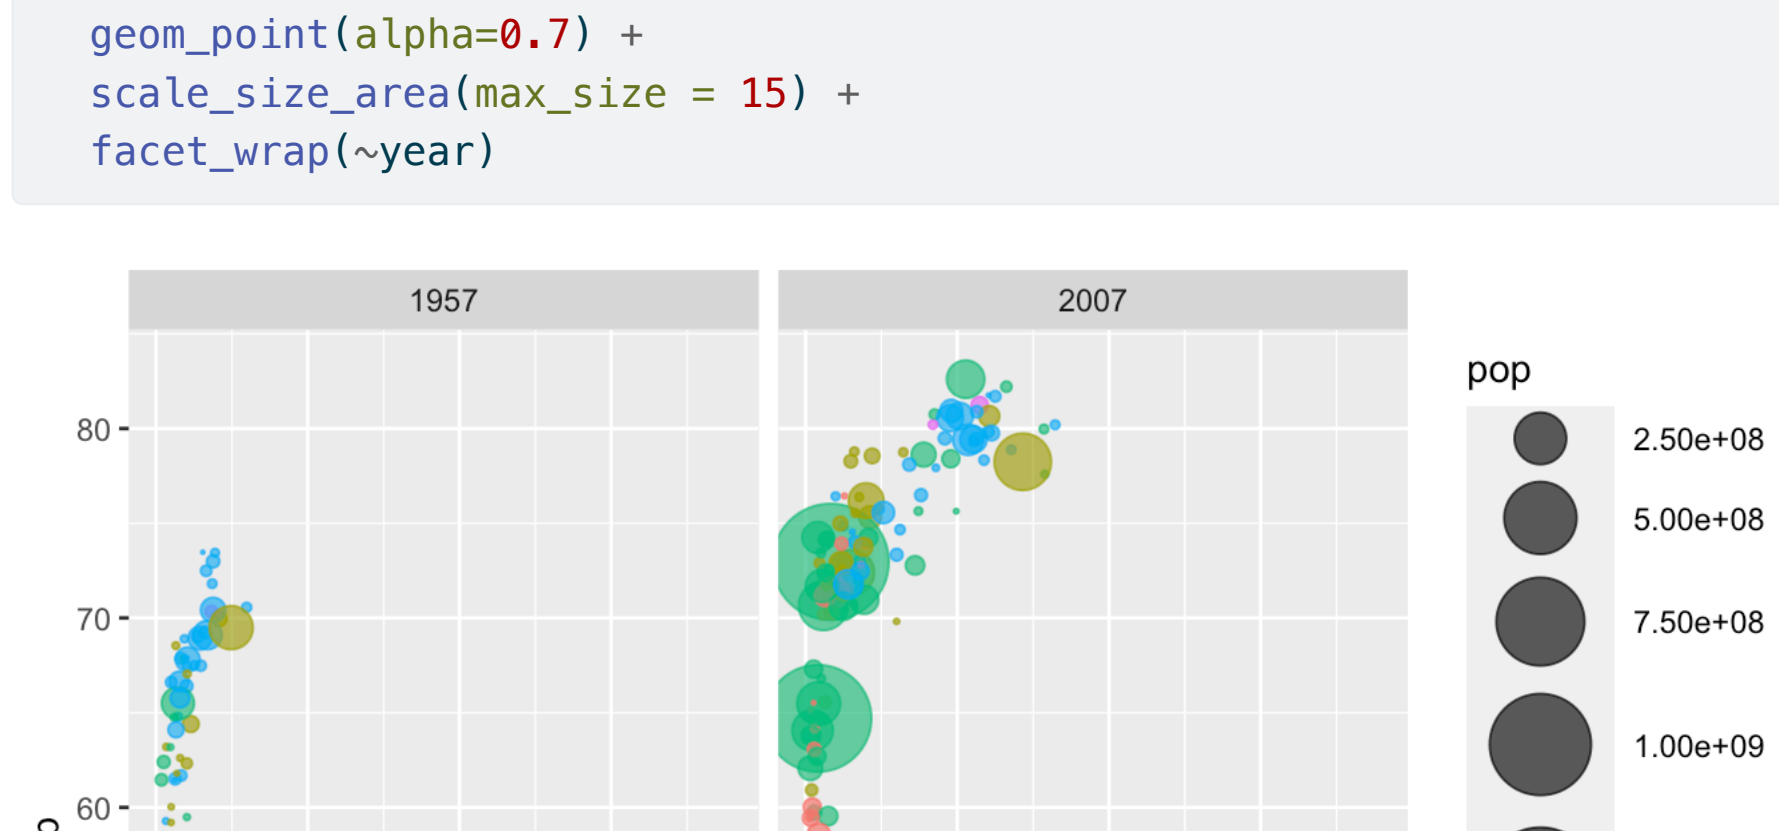 geom_point(alpha=0.7) +
scale_size_area(max_size = 15) +
facet_wrap(~year)
1957
2007
pop
80
2.50e+08
5.00e+08
70
7.50e+08
1.00e+09
60